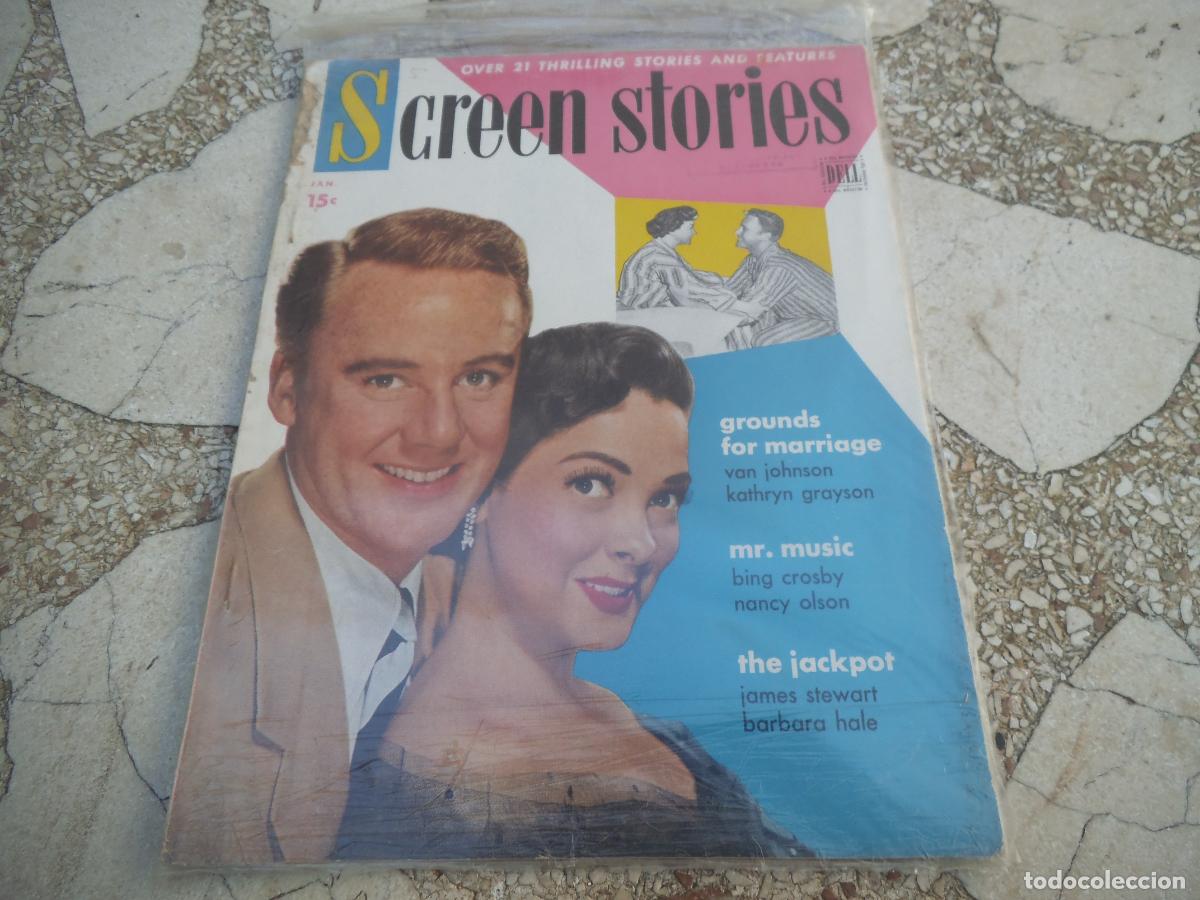 OVER 21 THRILLING STORIES AND FEATURES
Screen stories
JAN.
15c
DELL
grounds
for marriage
van johnson
kathryn grayson
mr. music
bing crosby
nancy olson
the jackpot
james stewart
barbara hale
todocoleccion